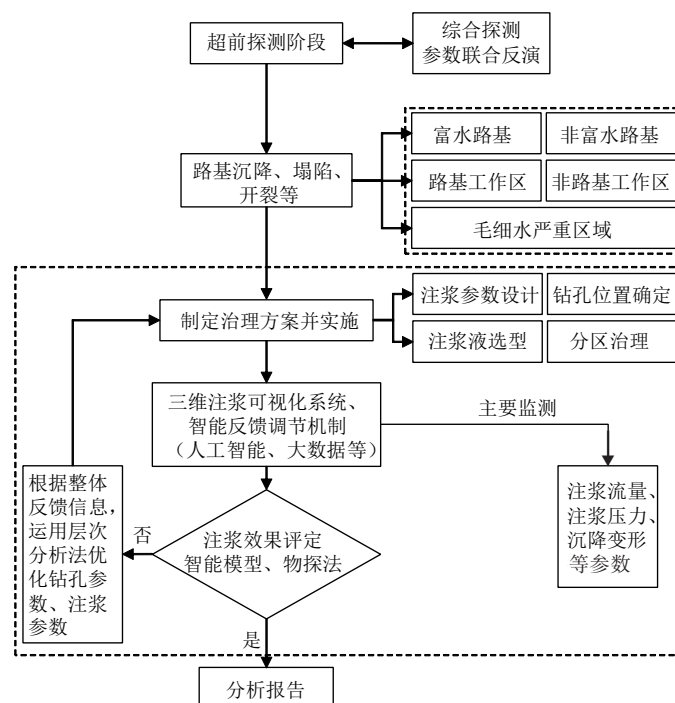 超前探测阶段
综合探测
参数联合反演
富水路基
非富水路基
路基沉降、塌陷、
开裂等
路基工作区
非路基工作区
毛细水严重区域
制定治理方案并实施
注浆参数设计
钻孔位置确定
注浆液选型
分区治理
三维注浆可视化系统、
智能反馈调节机制
（人工智能、大数据等）
主要监测
注浆流量、
注浆压力、
沉降变形
等参数
根据整体
反馈信息，
运用层次
分析法优
化钻孔参
数、注浆
参数
否
注浆效果评定
智能模型、物探法
是
分析报告